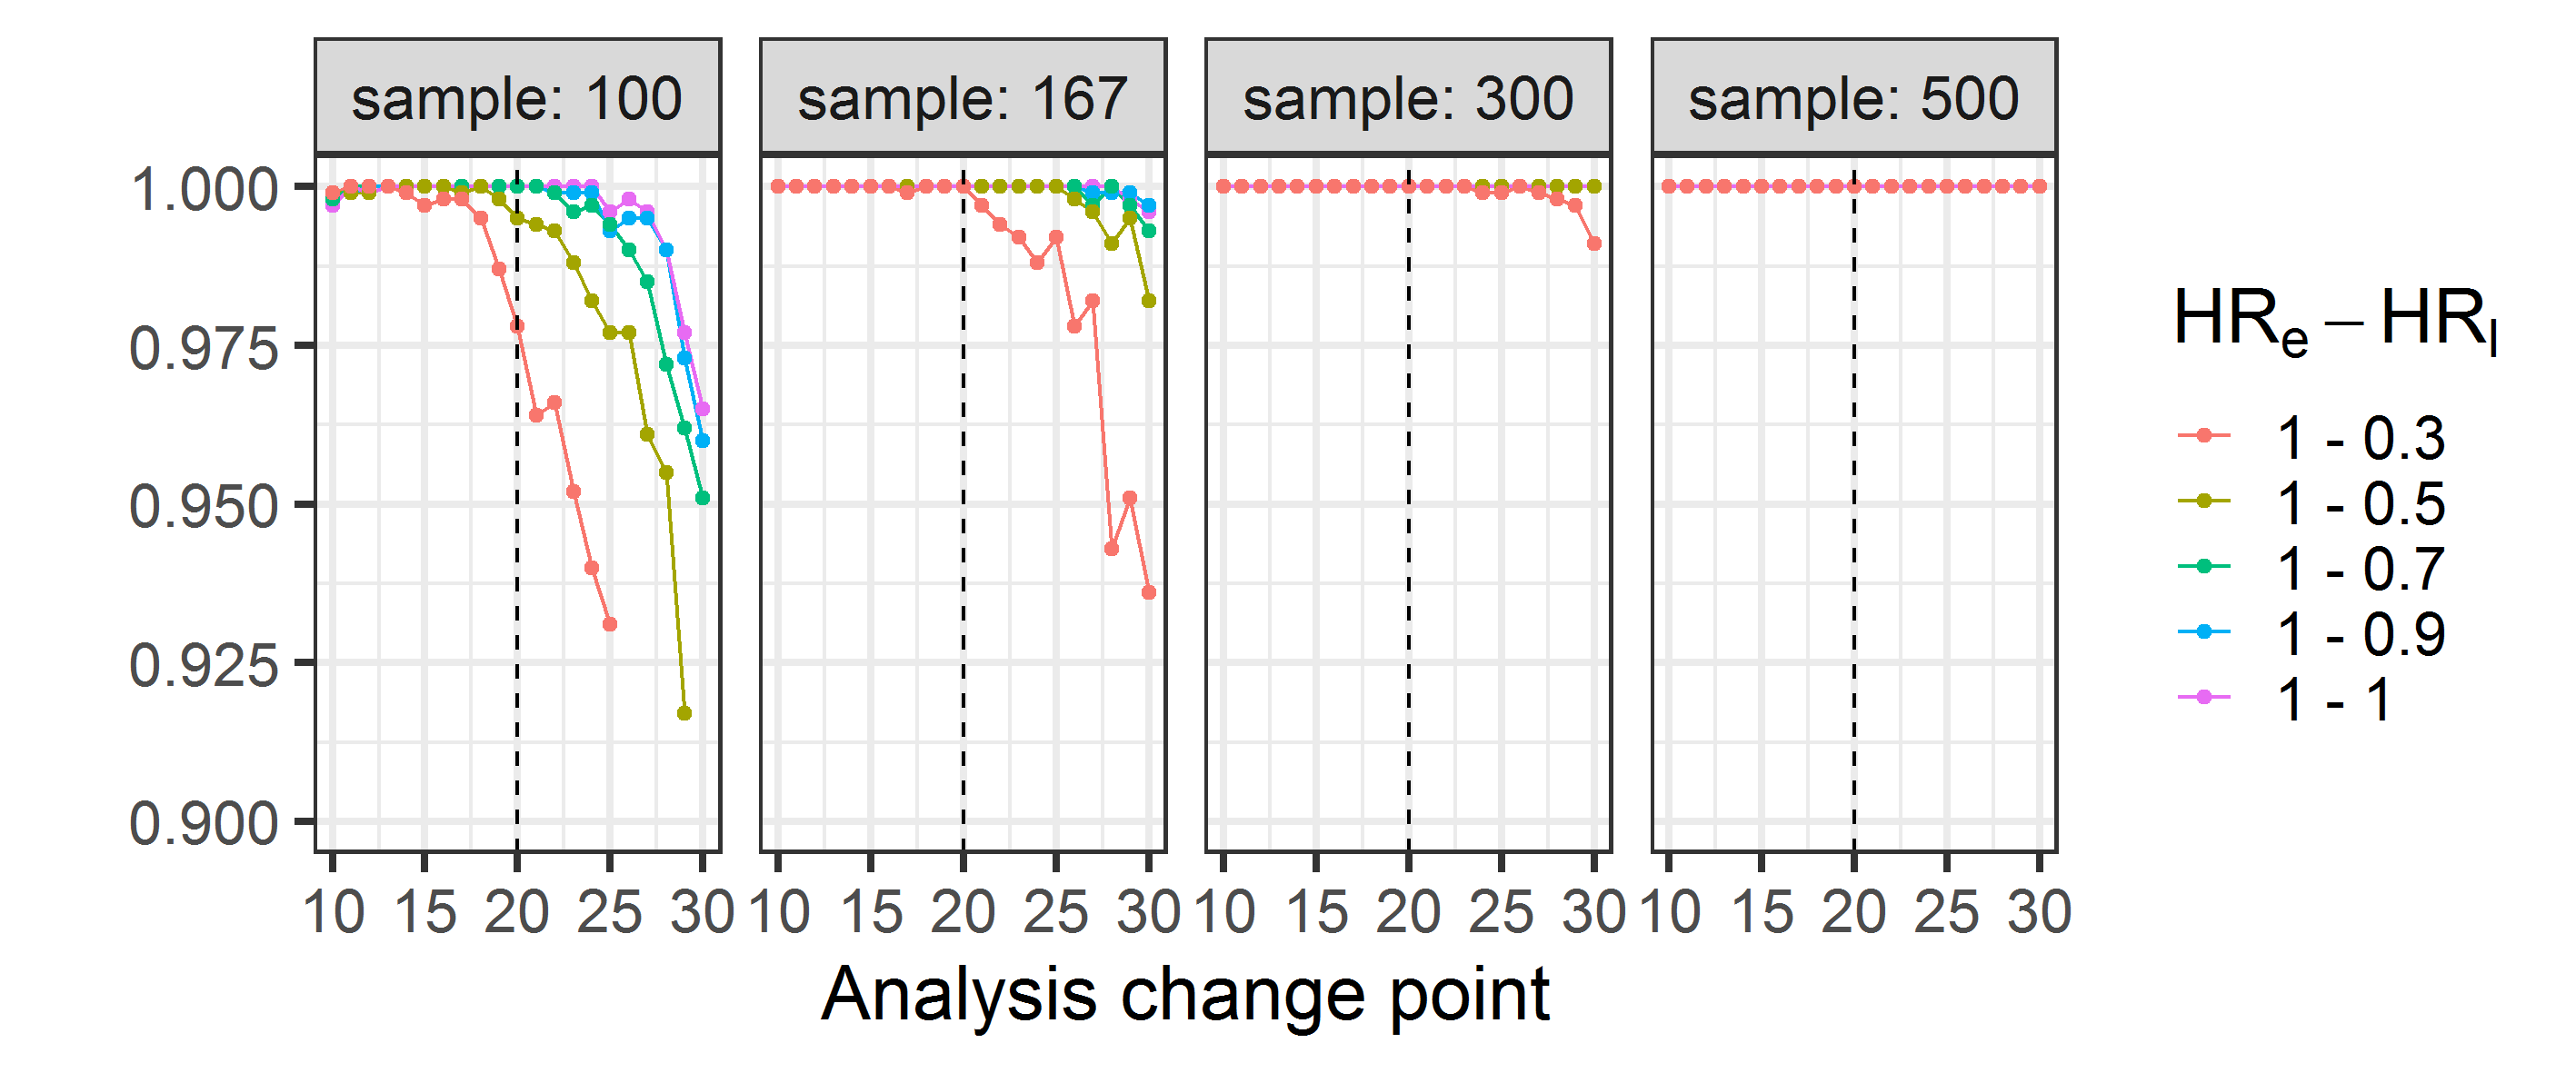 sample: 100
sample: 167
sample: 300
sample: 500
1.000
0.975
0.950
0.925
0.900
10 15 20 25 30
10 15 20 25 30
10 15 20 25 30
10 15 20 25 30
Analysis change point
HRe – HRl
1 - 0.3
1 - 0.5
1 - 0.7
1 - 0.9
1 - 1